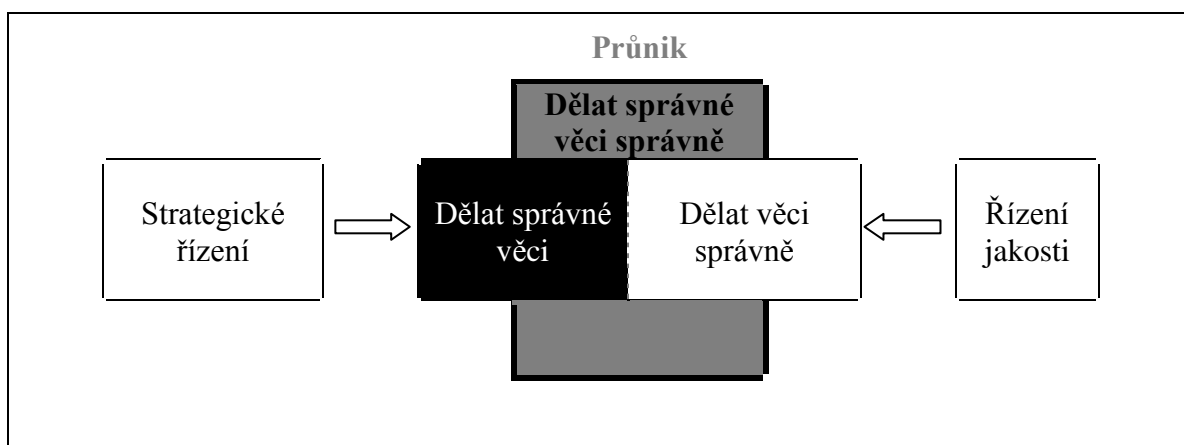 Průnik
Dělat správné
věci správně
Strategické
řízení
Dělat správné
věci
Dělat věci
správně
Řízení
jakosti